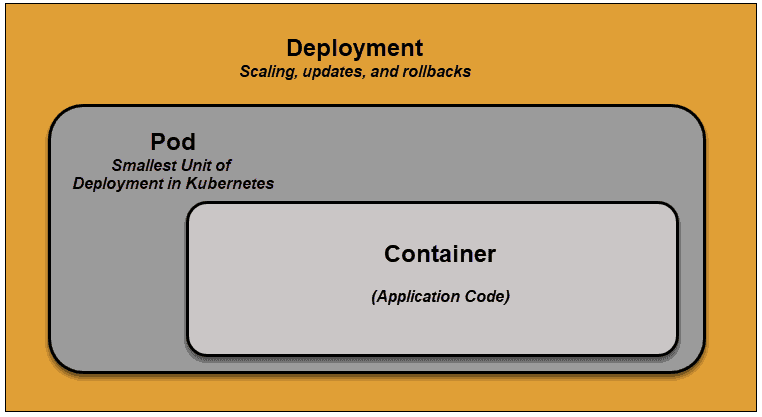 Deployment
Scaling, updates, and rollbacks
Pod
Smallest Unit of
Deployment in Kubernetes
Container
(Application Code)